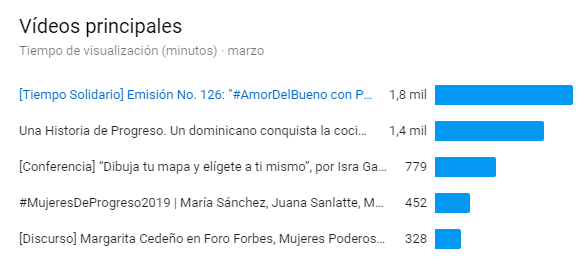 Vídeos principales
Tiempo de visualización (minutos) · marzo
[Tiempo Solidario] Emisión No. 126: "#AmorDelBueno con P... 1,8 mil
Una Historia de Progreso. Un dominicano conquista la coci... 1,4 mil
[Conferencia] “Dibuja tu mapa y elígete a ti mismo”, por Isra Ga... 779
#MujeresDeProgreso2019 | María Sánchez, Juana Sanlatte, M... 452
[Discurso] Margarita Cedeño en Foro Forbes, Mujeres Poderos... 328